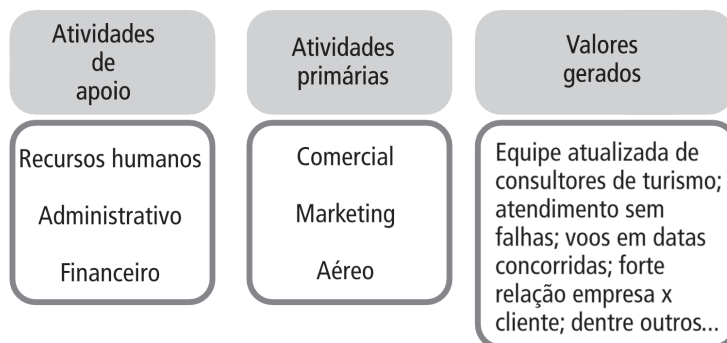 Atividades
de
apoio
Recursos humanos
Administrativo
Financeiro
Atividades
primárias
Comercial
Marketing
Aéreo
Valores
gerados
Equipe atualizada de
consultores de turismo;
atendimento sem
falhas; voos em datas
concorridas; forte
relação empresa x
cliente; dentre outros...